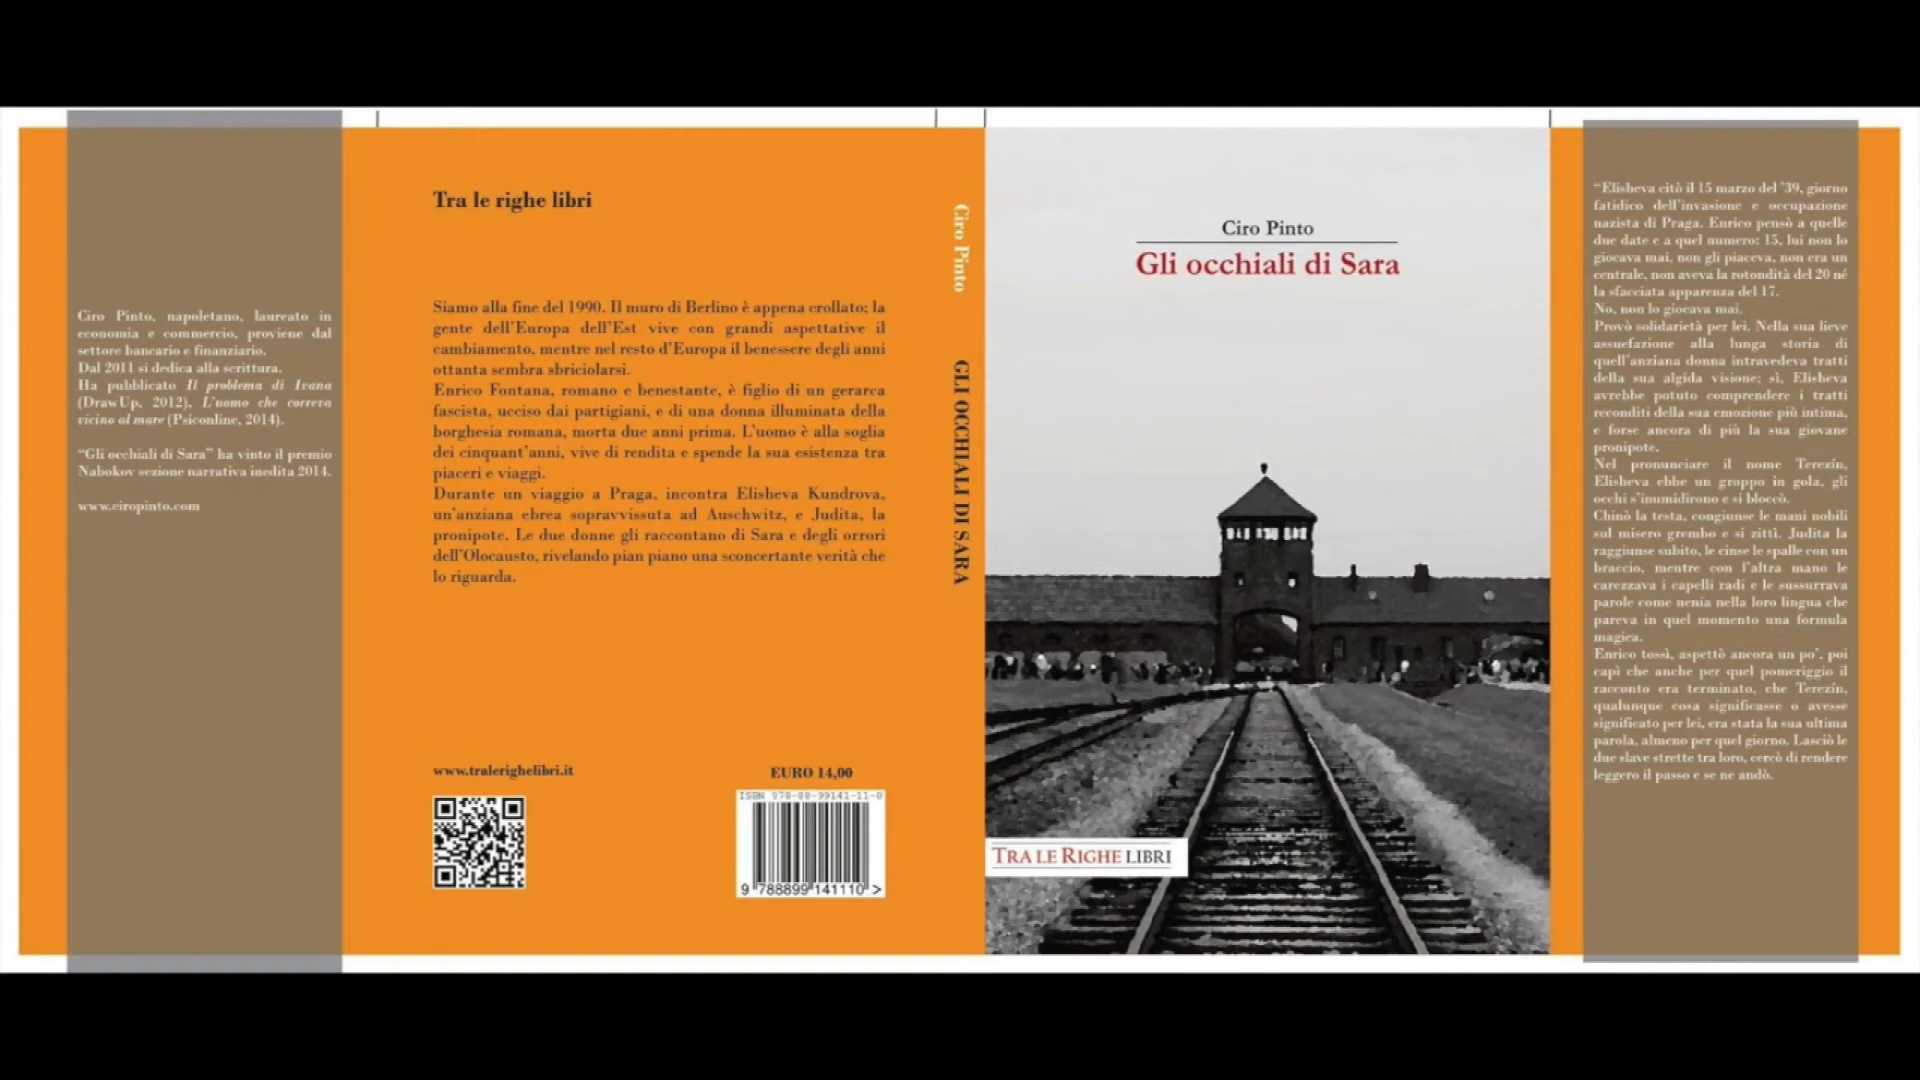 Ciro Pinto, napoletano, laureato in
economia e commercio, proviene dal
settore bancario e finanziario.
Dal 2011 si dedica alla scrittura.
Ha pubblicato Il problema di Ivana
(DrawUp, 2012), L'uomo che correva
vicino al mare (Psiconline, 2014).
“Gli occhiali di Sara” ha vinto il premio
Nabokov sezione narrativa inedita 2014.
www.ciropinto.com
Tra le righe libri
Siamo alla fine del 1990. Il muro di Berlino è appena crollato; la
gente dell'Europa dell'Est vive con grandi aspettative il
cambiamento, mentre nel resto d'Europa il benessere degli anni
ottanta sembra sbriciolarsi.
Enrico Fontana, romano e benestante, è figlio di un gerarca
fascista, ucciso dai partigiani, e di una donna illuminata della
borghesia romana, morta due anni prima. L'uomo è alla soglia
dei cinquant'anni, vive di rendita e spende la sua esistenza tra
piaceri e viaggi.
Durante un viaggio a Praga, incontra Elisheva Kundrova,
un'anziana ebrea sopravvissuta ad Auschwitz, e Judita, la
pronipote. Le due donne gli raccontano di Sara e degli orrori
dell'Olocausto, rivelando pian piano una sconcertante verità che
lo riguarda.
www.tralerighelibri.it
EURO 14,00
ISBN 978-88-99141-11-0
9 788899 141110 >
Ciro Pinto
GLI OCCHIALI DI SARA
Ciro Pinto
Gli occhiali di Sara
TRA LE RIGHE LIBRI
“Elisheva citò il 15 marzo del '39, giorno
fatidico dell'invasione e occupazione
nazista di Praga. Enrico pensò a quelle
due date e a quel numero: 15, lui non lo
giocava mai, non gli piaceva, non era un
centrale, non aveva la rotondità del 20 né
la sfacciata apparenza del 17.
No, non lo giocava mai.
Provò solidarietà per lei. Nella sua lieve
assuefazione alla lunga storia di
quell'anziana donna intravedeva tratti
della sua algida visione; sì, Elisheva
avrebbe potuto comprendere i tratti
reconditi della sua emozione più intima,
e forse ancora di più la sua giovane
pronipote.
Nel pronunciare il nome Terezín,
Elisheva ebbe un groppo in gola, gli
occhi s'inumidirono e si bloccò.
Chinò la testa, congiunse le mani nobili
sul misero grembo e si zittì. Judita la
raggiunse subito, le cinse le spalle con un
braccio, mentre con l'altra mano le
carezzava i capelli radi e le sussurrava
parole come nenia nella loro lingua che
pareva in quel momento una formula
magica.
Enrico tossì, aspettò ancora un po', poi
capì che anche per quel pomeriggio il
racconto era terminato, che Terezín,
qualunque cosa significasse o avesse
significato per lei, era stata la sua ultima
parola, almeno per quel giorno. Lasciò le
due slave strette tra loro, cercò di rendere
leggero il passo e se ne andò.